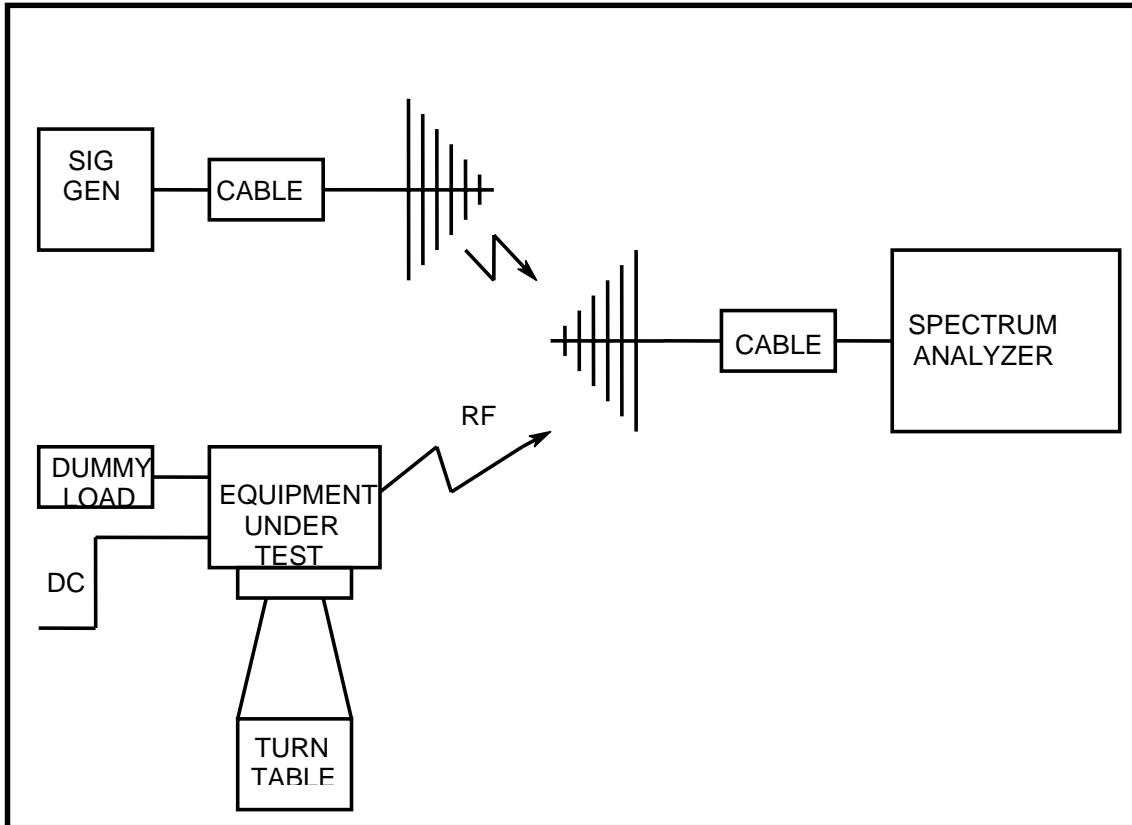 SIG
GEN
CABLE
SPECTRUM
ANALYZER
CABLE
RF
DUMMY
LOAD
EQUIPMENT
UNDER
TEST
DC
TURN
TABLE